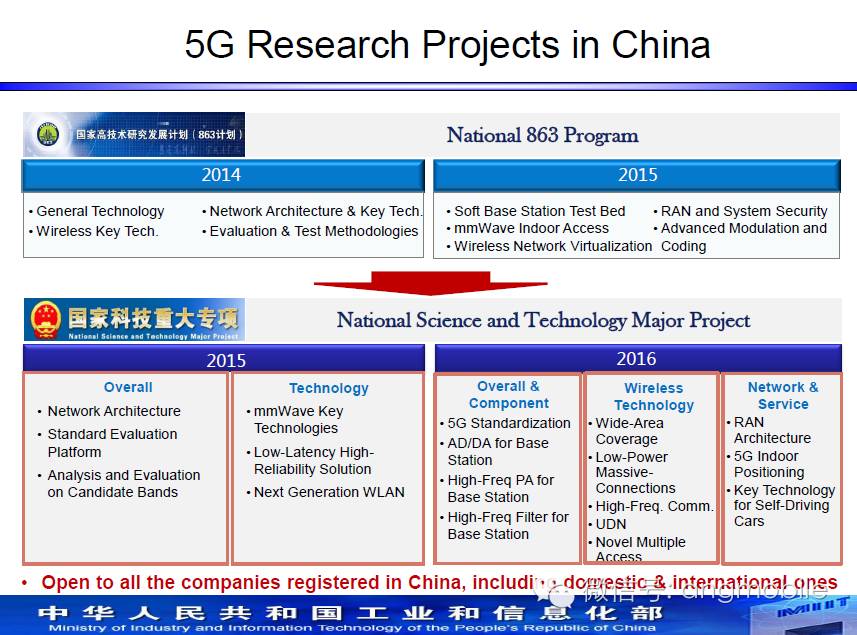 5G Research Projects in China
国家高技术研究发展计划（863计划）
National 863 Program
2014
• General Technology
• Wireless Key Tech.
• Network Architecture & Key Tech.
• Evaluation & Test Methodologies
2015
• Soft Base Station Test Bed
• mmWave Indoor Access
• Wireless Network Virtualization
• RAN and System Security
• Advanced Modulation and
Coding
国家科技重大专项
National Science and Technology Major Project
National Science and Technology Major Project
2015
Overall
• Network Architecture
• Standard Evaluation
Platform
• Analysis and Evaluation
on Candidate Bands
Technology
• mmWave Key
Technologies
• Low-Latency High-
Reliability Solution
• Next Generation WLAN
2016
Overall &
Component
• 5G Standardization
• AD/DA for Base
Station
• High-Freq PA for
Base Station
• High-Freq Filter for
Base Station
Wireless
Technology
• Wide-Area
Coverage
• Low-Power
Massive-
Connections
• High-Freq. Comm.
• UDN
• Novel Multiple
Access
Network &
Service
• RAN
Architecture
• 5G Indoor
Positioning
• Key Technology
for Self-Driving
Cars
• Open to all the companies registered in China, including domestic & international ones
微信号: angmobile
中华人民共和国工业和信息化部
Ministry of Industry and Information Technology of the People's Republic of China
MIIT